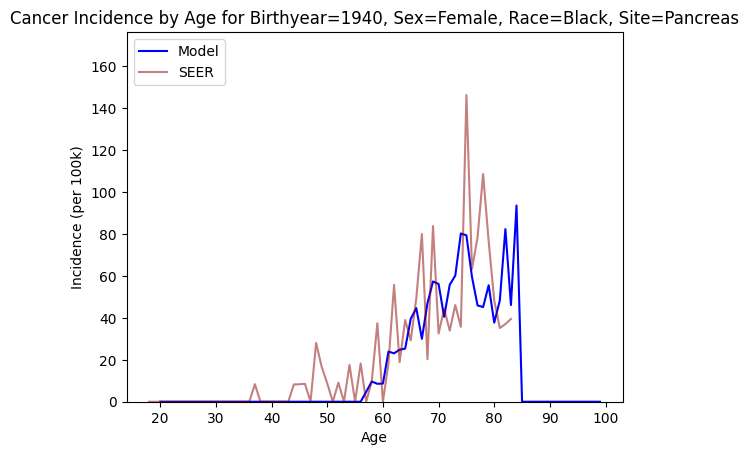 Cancer Incidence by Age for Birthyear=1940, Sex=Female, Race=Black, Site=Pancreas
Model
SEER
160
140
120
100
80
60
40
20
0
Incidence (per 100k)
20 30 40 50 60 70 80 90 100
Age